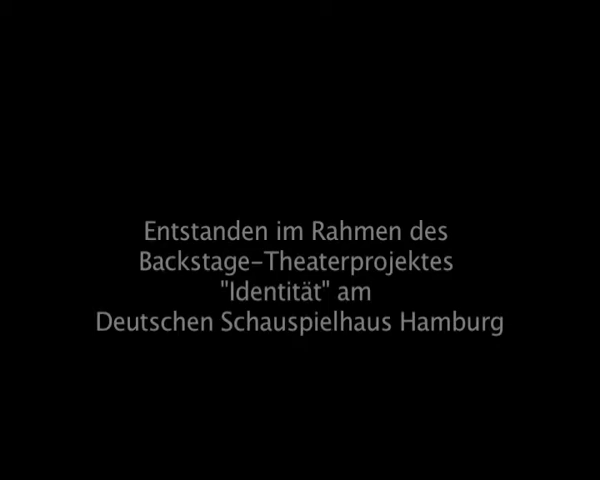 Entstanden im Rahmen des
Backstage-Theaterprojektes
"Identität" am
Deutschen Schauspielhaus Hamburg